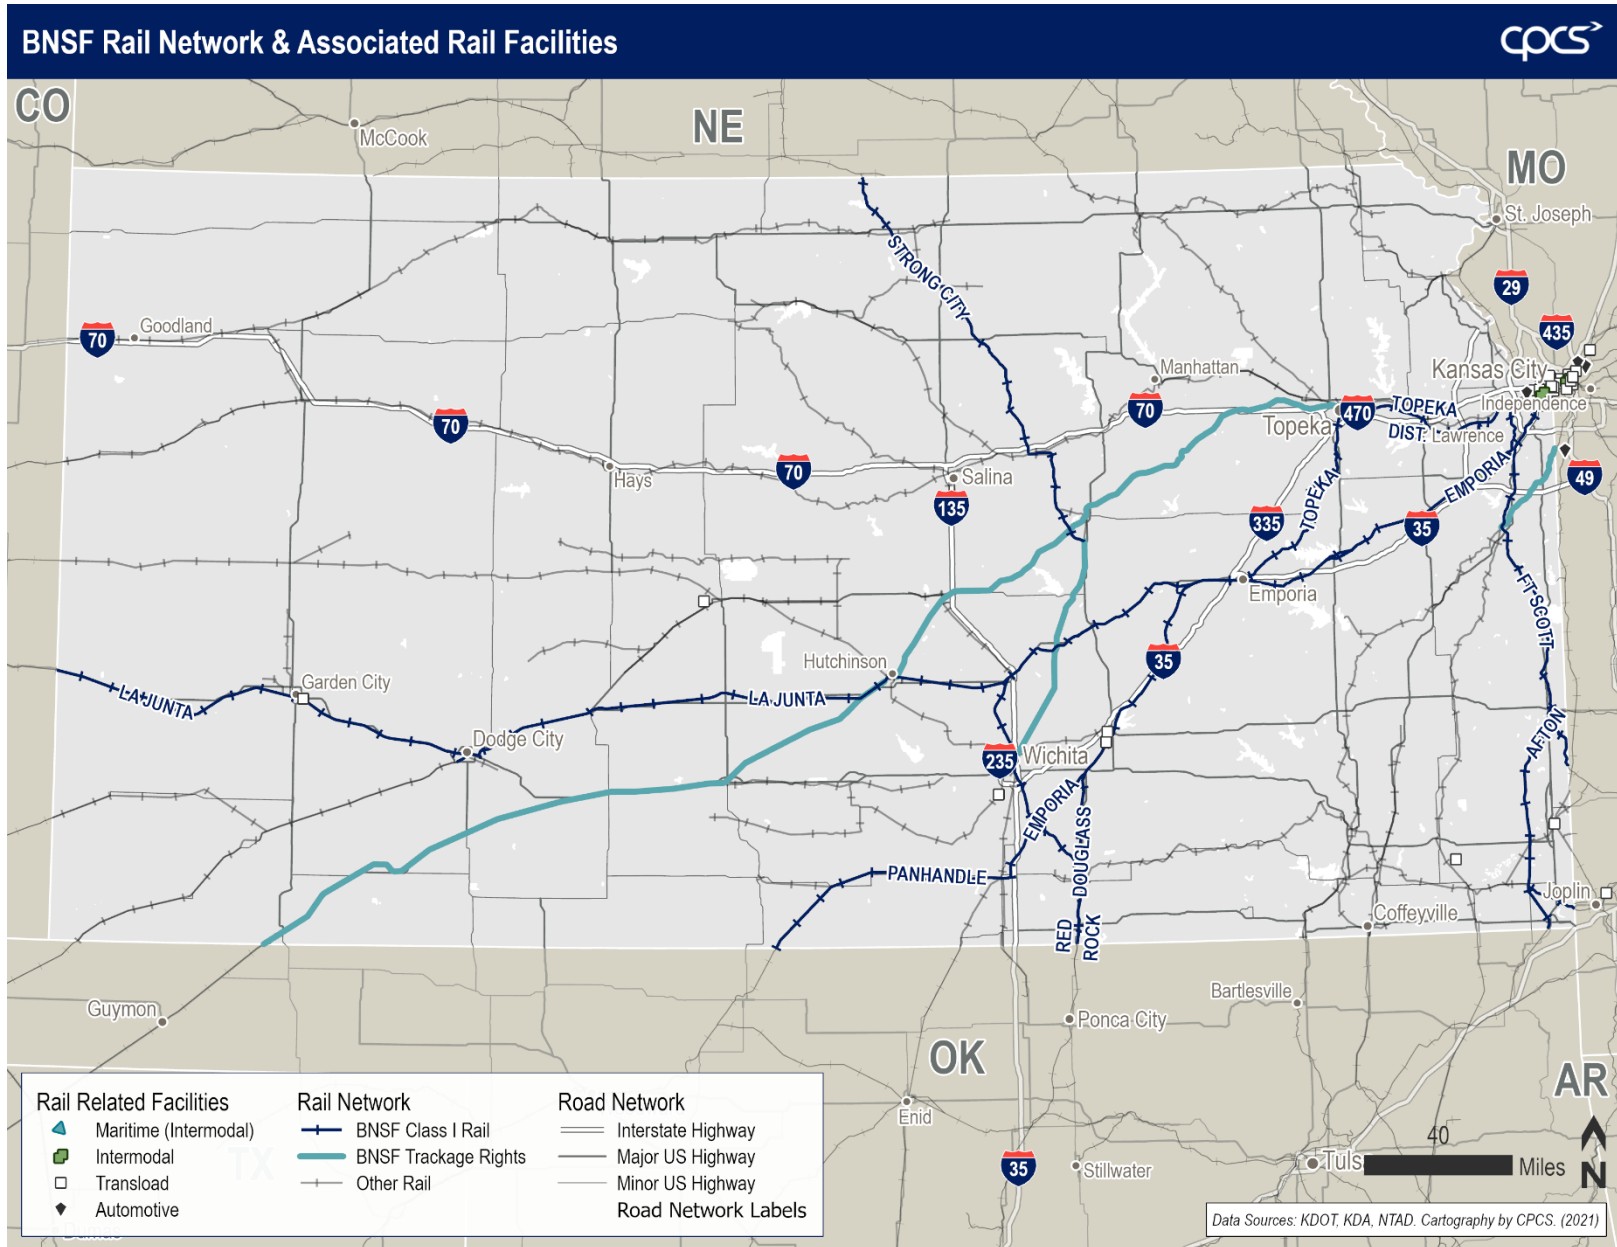 BNSF Rail Network & Associated Rail Facilities
cpcs
CO
NE
MO
McCook
St. Joseph
STRONG CITY
29
435
Goodland
70
Kansas City
Manhattan
70
470
TOPEKA
Independence
Topeka
DIST.
Lawrence
70
Hays
70
Salina
135
EMPORIA
49
TOPEKA
335
35
Emporia
FT SCOTT
35
Hutchinson
Garden City
LA JUNTA
LA JUNTA
Dodge City
235
Wichita
AFTON
EMPORIA
DOUGLASS
PANHANDLE
Joplin
Coffeyville
RED
ROCK
Guymon
Bartlesville
Ponca City
OK
AR
Enid
35
Stillwater
Tuls
40
Miles
N
TX
Rail Related Facilities
Maritime (Intermodal)
Intermodal
Transload
Automotive
Rail Network
BNSF Class I Rail
BNSF Trackage Rights
Other Rail
Road Network
Interstate Highway
Major US Highway
Minor US Highway
Road Network Labels
Data Sources: KDOT, KDA, NTAD. Cartography by CPCS. (2021)